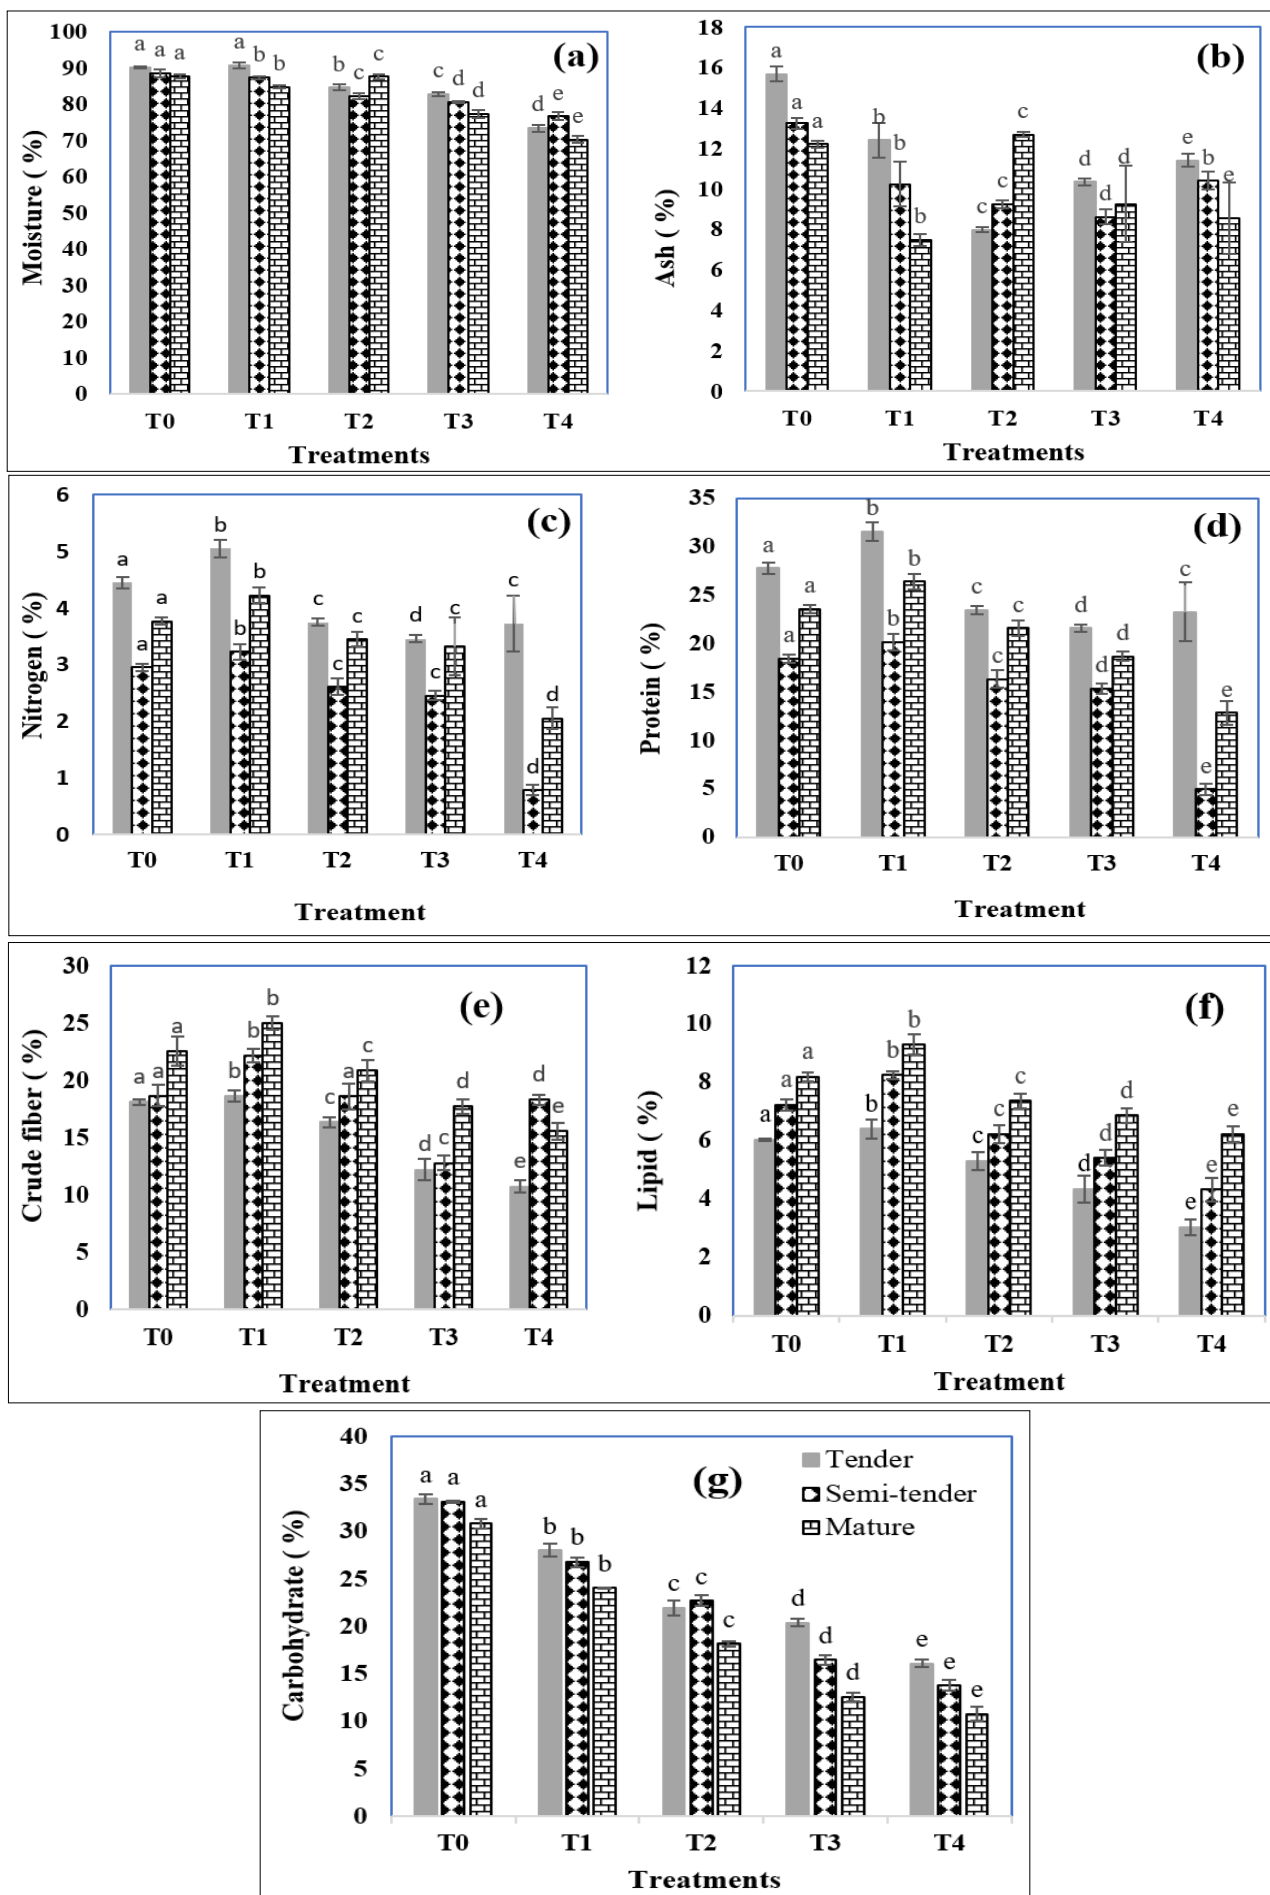 100
90
80
70
60
50
40
30
20
10
0
Moisture ( %)
(a)
a a a
a b b
b c c
c d d
d e e
T0 T1 T2 T3 T4
Treatments
18
16
14
12
10
8
6
4
2
0
Ash ( %)
(b)
a a a
b b b
c c c
d d d
e b e
T0 T1 T2 T3 T4
Treatments
6
5
4
3
2
1
0
Nitrogen ( %)
(c)
a a a
b b b
c c c
d c c
c d d
T0 T1 T2 T3 T4
Treatment
35
30
25
20
15
10
5
0
Protein ( %)
(d)
a a a
b b b
c c c
d d d
c e e
T0 T1 T2 T3 T4
Treatment
30
25
20
15
10
5
0
Crude fiber ( %)
(e)
a a a
b b b
c a c
d c d
e d e
T0 T1 T2 T3 T4
Treatment
12
10
8
6
4
2
0
Lipid ( %)
(f)
a a a
b b b
c c c
d d d
e e e
T0 T1 T2 T3 T4
Treatment
40
35
30
25
20
15
10
5
0
Carbohydrate ( %)
(g)
Tender
Semi-tender
Mature
a a a
b b b
c c c
d d d
e e e
T0 T1 T2 T3 T4
Treatments